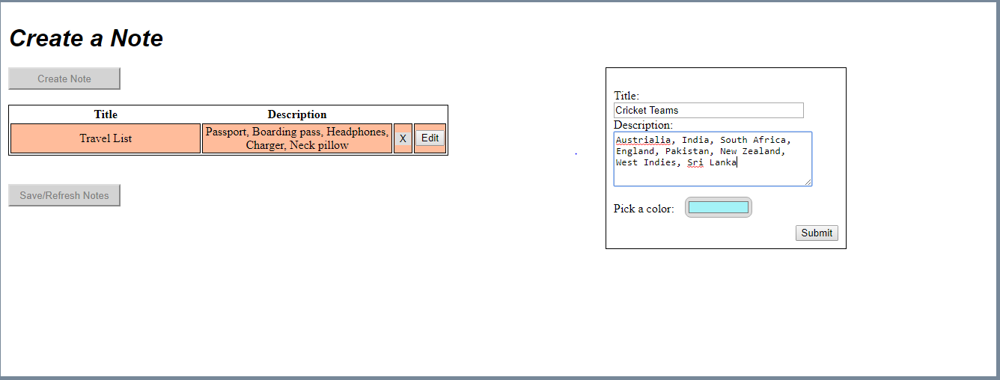 Create a Note
Create Note
Title Description
Travel List
Passport, Boarding pass, Headphones,
Charger, Neck pillow
X
Edit
Save/Refresh Notes
Title:
Cricket Teams
Description:
Austrialia, India, South Africa,
England, Pakistan, New Zealand,
West Indies, Sri Lanka
Pick a color:
Submit